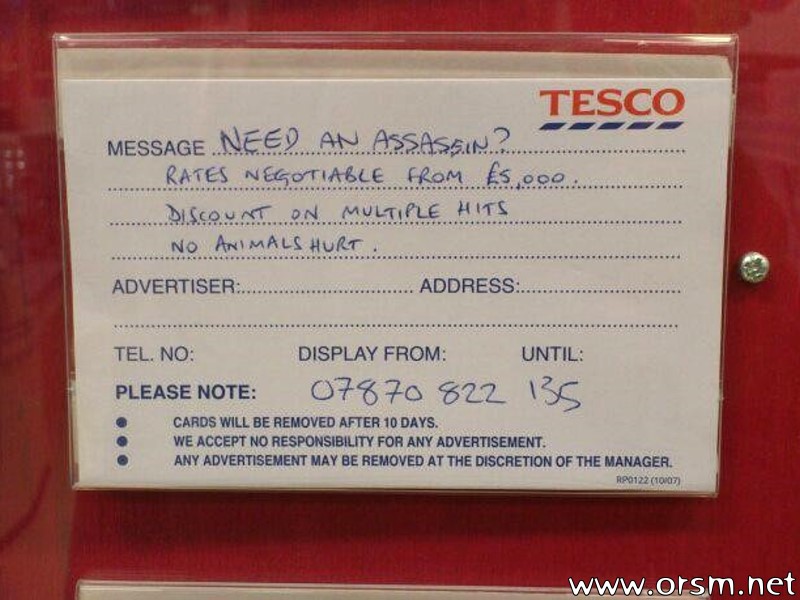 TESCO
MESSAGE NEED AN ASSASSIN?
RATES NEGOTIABLE FROM £5,000.
DISCOUNT ON MULTIPLE HITS
NO ANIMALS HURT.
ADVERTISER: ADDRESS:
TEL. NO: DISPLAY FROM: UNTIL:
PLEASE NOTE: 07870 822 135
• CARDS WILL BE REMOVED AFTER 10 DAYS.
• WE ACCEPT NO RESPONSIBILITY FOR ANY ADVERTISEMENT.
• ANY ADVERTISEMENT MAY BE REMOVED AT THE DISCRETION OF THE MANAGER.
RP0122 (10/07)
www.orsm.net